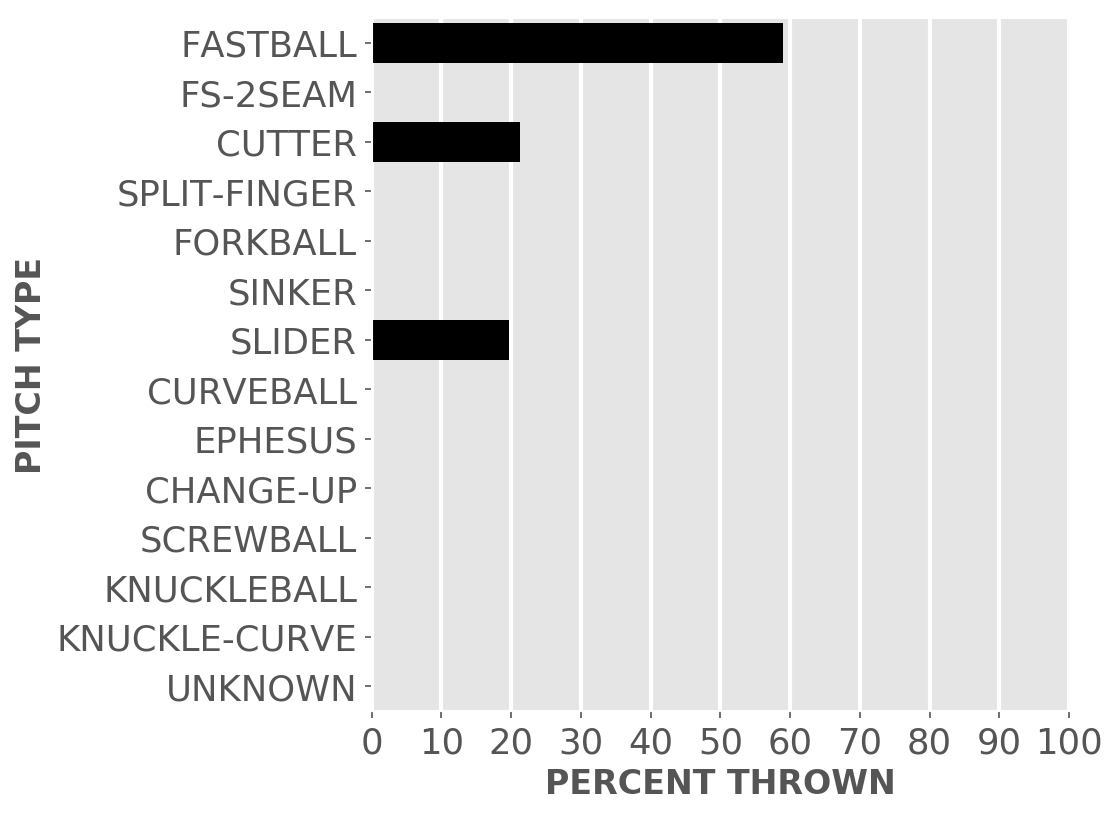 FASTBALL
FS-2SEAM
CUTTER
SPLIT-FINGER
FORKBALL
SINKER
SLIDER
CURVEBALL
EPHESUS
CHANGE-UP
SCREWBALL
KNUCKLEBALL
KNUCKLE-CURVE
UNKNOWN
PITCH TYPE
0 10 20 30 40 50 60 70 80 90 100
PERCENT THROWN